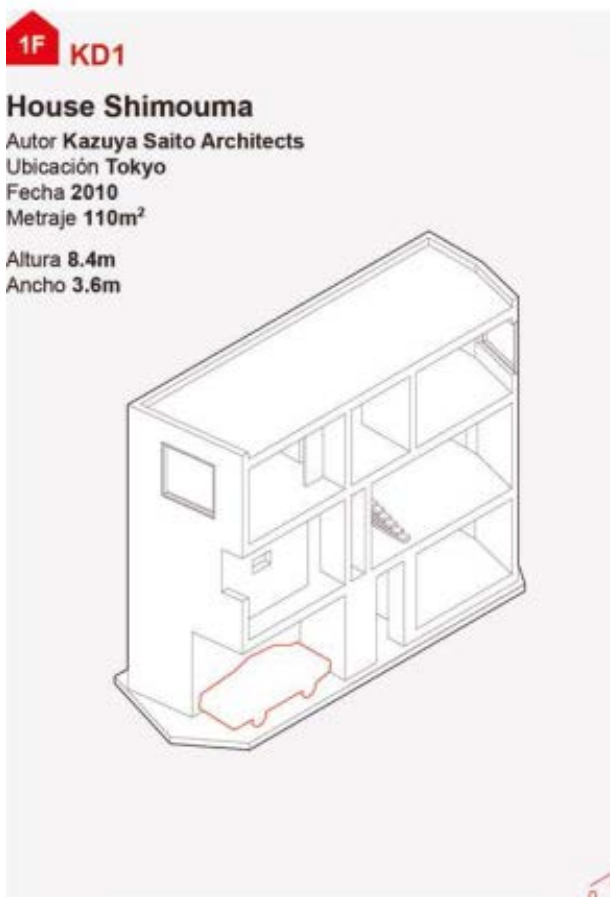 1F KD1
House Shimouma
Autor Kazuya Saito Architects
Ubicación Tokyo
Fecha 2010
Metraje 110m²
Altura 8.4m
Ancho 3.6m